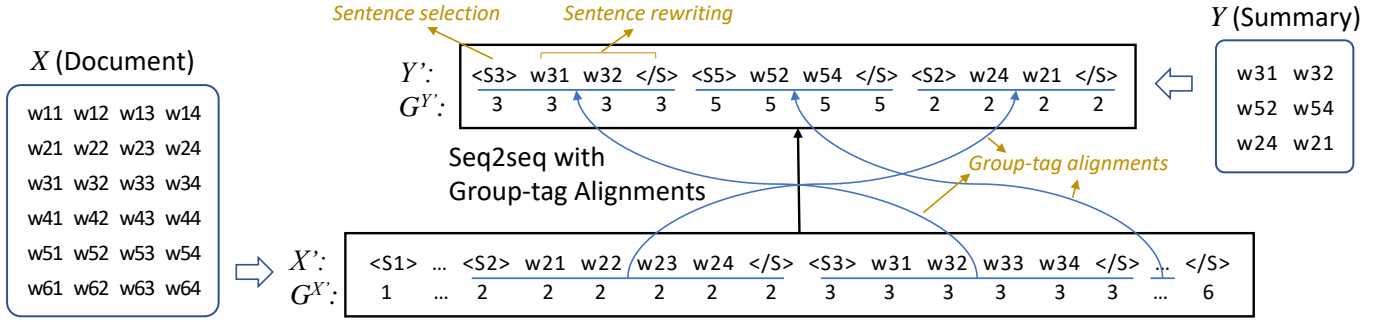 Sentence selection
Sentence rewriting
Y (Summary)
X (Document)
Y’: <S3> w31 w32 </S> <S5> w52 w54 </S> <S2> w24 w21 </S>
G^Y’: 3 3 3 3 5 5 5 5 2 2 2 2
w31 w32
w52 w54
w24 w21
w11 w12 w13 w14
w21 w22 w23 w24
w31 w32 w33 w34
w41 w42 w43 w44
w51 w52 w53 w54
w61 w62 w63 w64
Seq2seq with
Group-tag Alignments
Group-tag alignments
X’: <S1> ... <S2> w21 w22 w23 w24 </S> <S3> w31 w32 w33 w34 </S> ... </S>
G^X’: 1 ... 2 2 2 2 2 2 3 3 3 3 3 3 ... 6